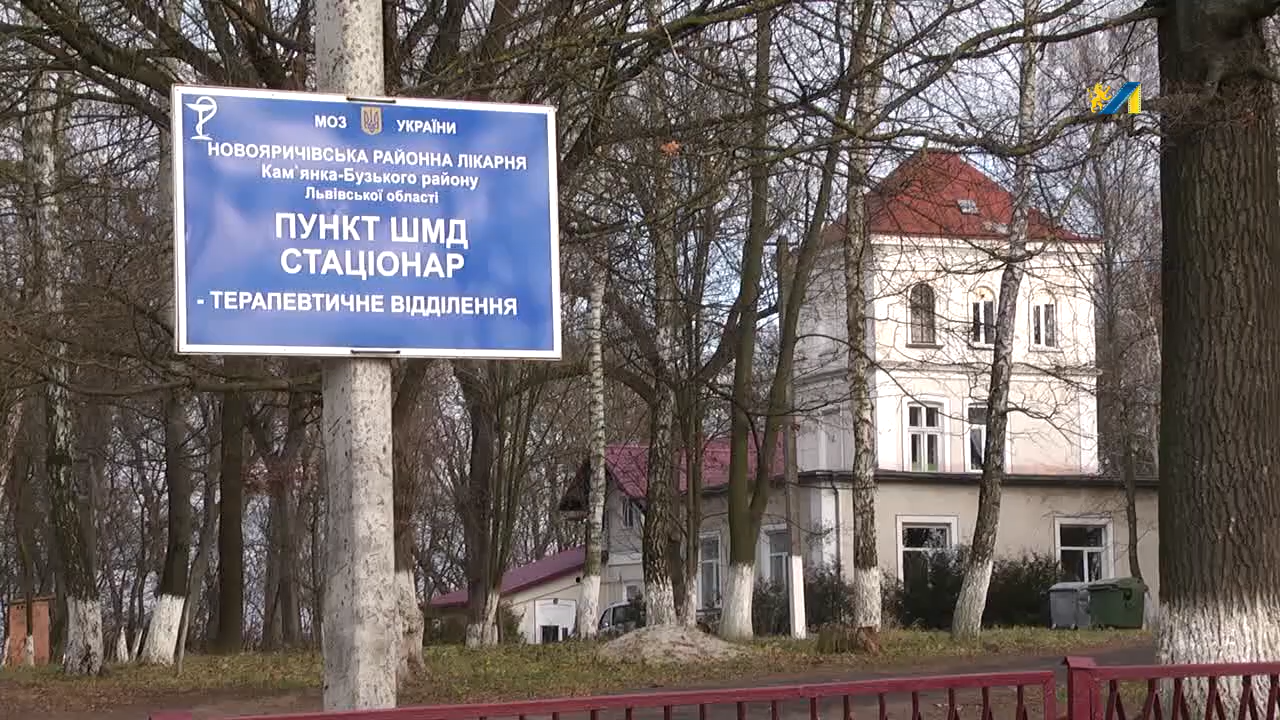 МОЗ УКРАЇНИ
НОВОЯРИЧІВСЬКА РАЙОННА ЛІКАРНЯ
Кам`янка-Бузького району
Львівської області
ПУНКТ ШМД
СТАЦІОНАР
- ТЕРАПЕВТИЧНЕ ВІДДІЛЕННЯ